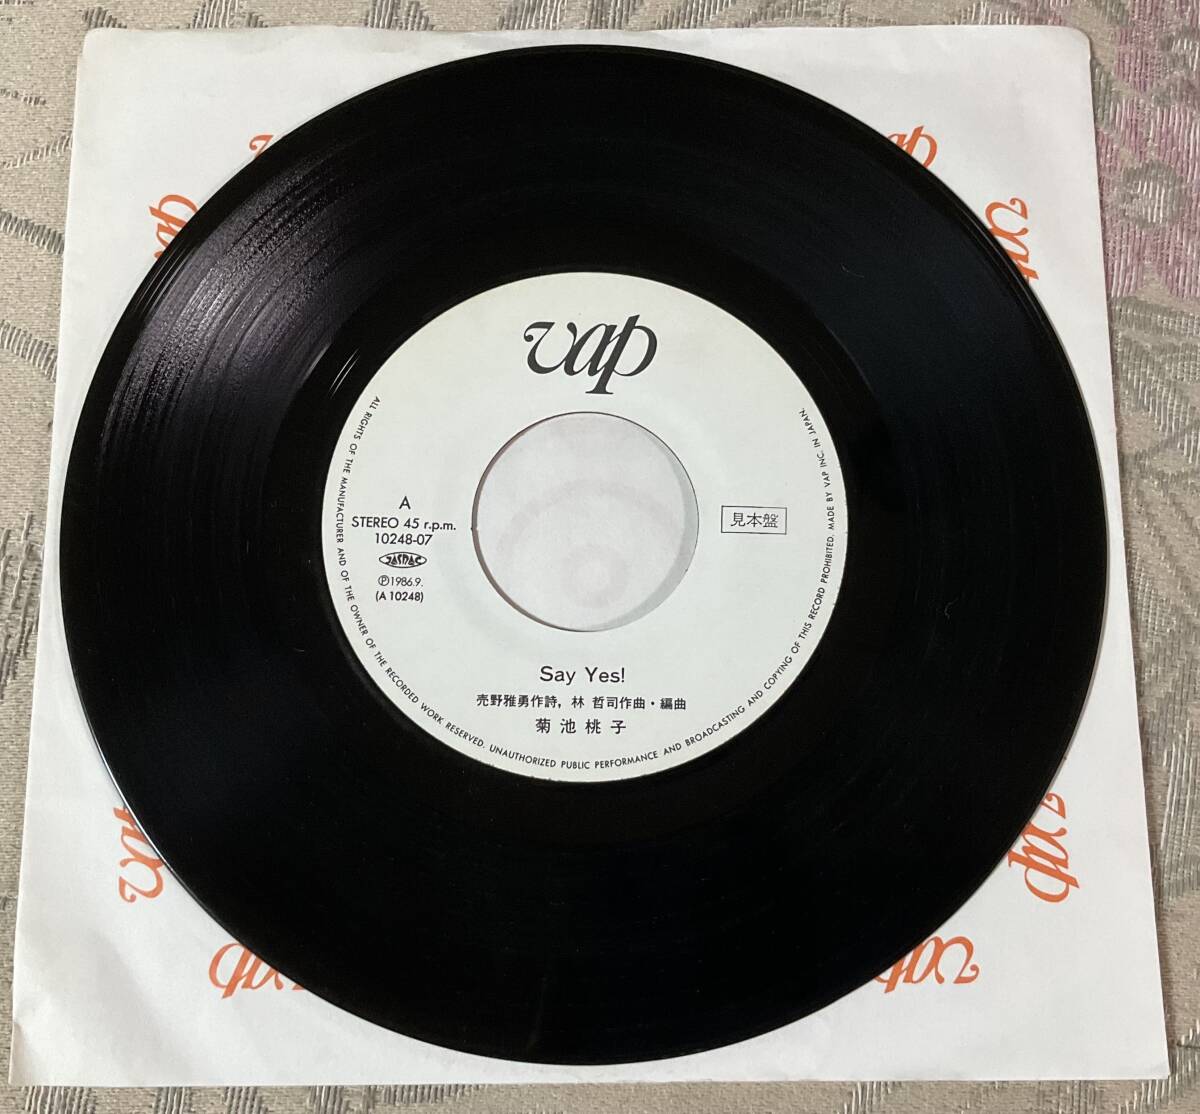 vap
A
STEREO 45 r.p.m.
10248-07
JASRAC
Ⓟ1986.9.
(A 10248)
見本盤
Say Yes!
売野雅勇作詩, 林 哲司作曲・編曲
菊池桃子
ALL RIGHTS OF THE MANUFACTURER AND OF THE OWNER OF THE RECORDED WORK RESERVED. UNAUTHORIZED PUBLIC PERFORMANCE AND BROADCASTING AND COPYING OF THIS RECORD PROHIBITED. MADE BY VAP INC. IN JAPAN.
vap
vap
vap
vap